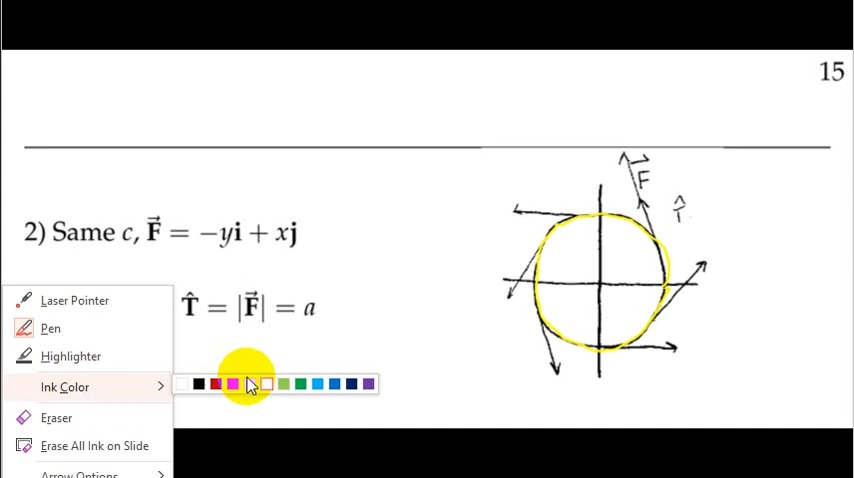 15
2) Same c, F⃗ = −yi + xj
T̂ = |F⃗| = a
F⃗
T̂
Laser Pointer
Pen
Highlighter
Ink Color
Eraser
Erase All Ink on Slide
Arrow Options